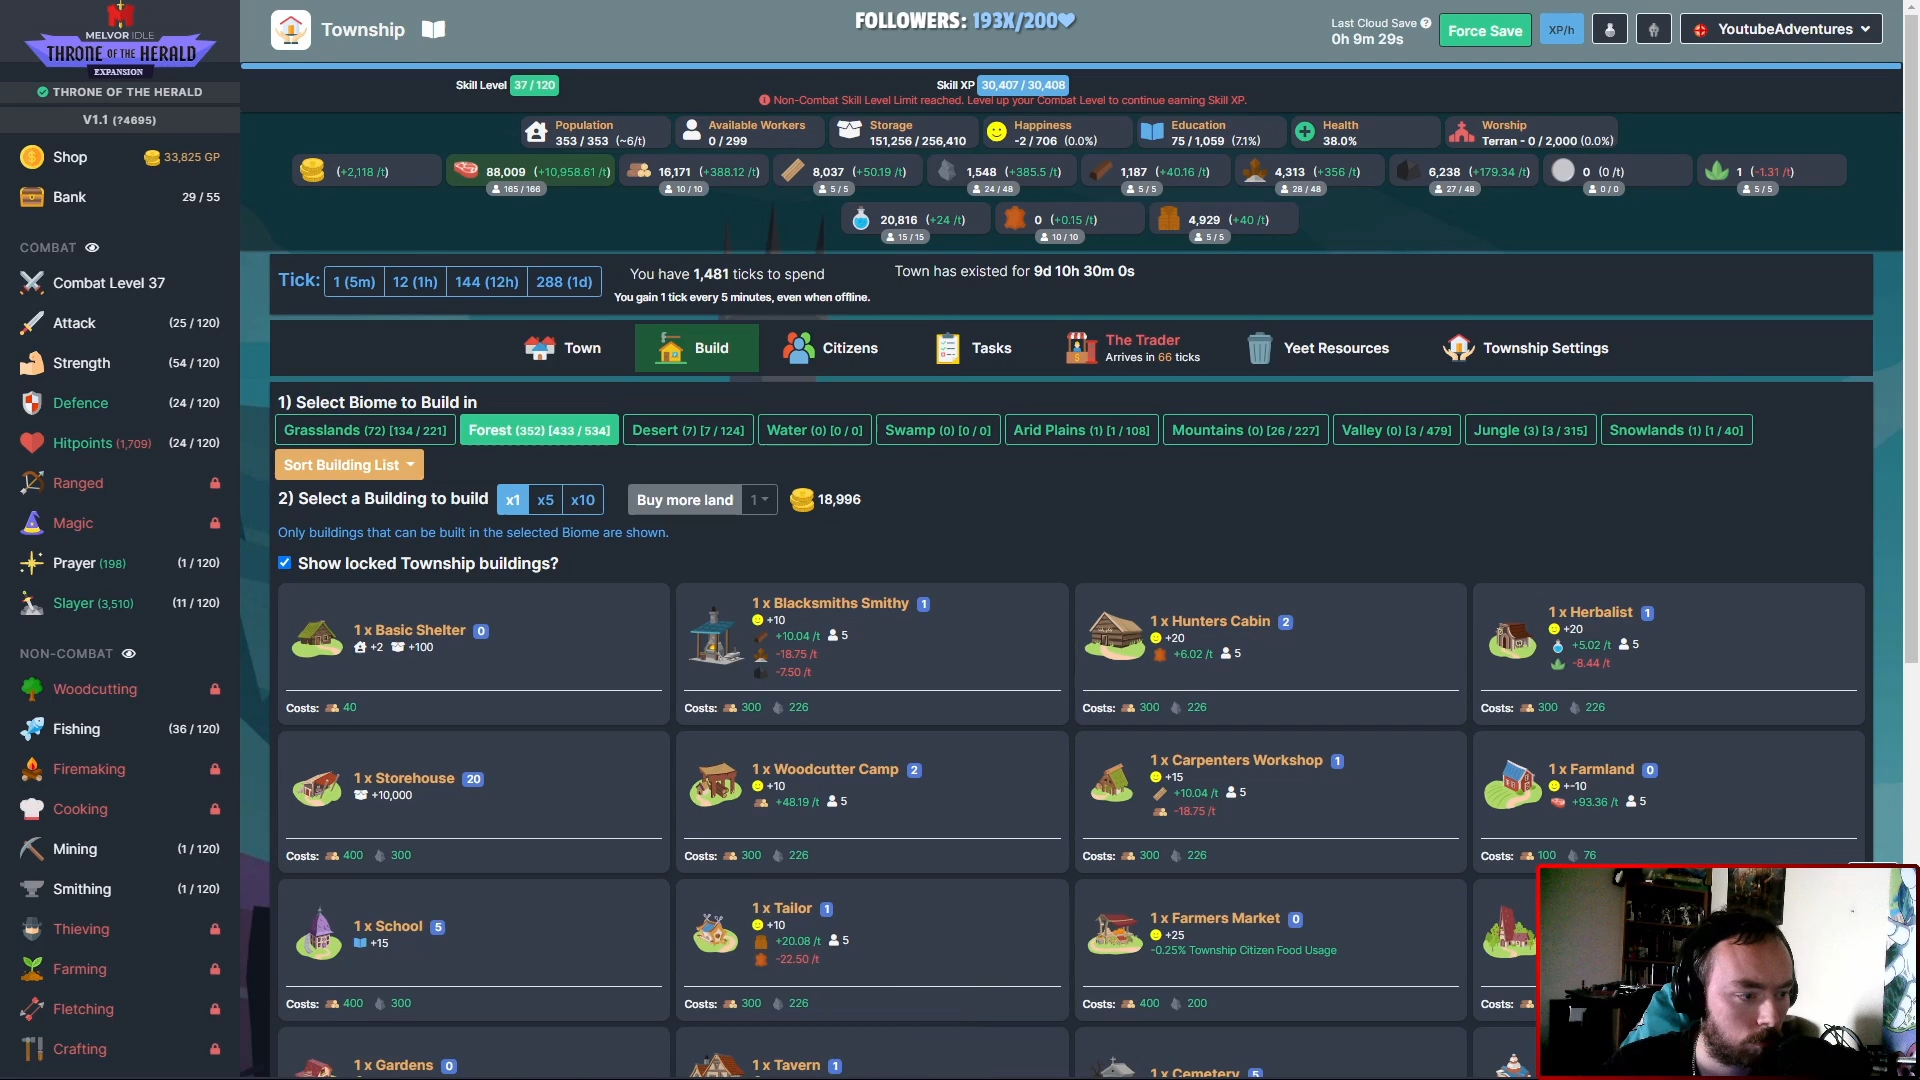 MELVOR IDLE
THRONE OF THE HERALD
EXPANSION
THRONE OF THE HERALD
V1.1 (?4695)
Shop 33,825 GP
Bank 29 / 55
COMBAT
Combat Level 37
Attack (25 / 120)
Strength (54 / 120)
Defence (24 / 120)
Hitpoints (1,709) (24 / 120)
Ranged
Magic
Prayer (198) (1 / 120)
Slayer (3,510) (11 / 120)
NON-COMBAT
Woodcutting
Fishing (36 / 120)
Firemaking
Cooking
Mining (1 / 120)
Smithing (1 / 120)
Thieving
Farming
Fletching
Crafting
Township
FOLLOWERS: 193X/200
Last Cloud Save
0h 9m 29s
Force Save
XP/h
YoutubeAdventures
Skill Level 37 / 120
Skill XP 30,407 / 30,408
Non-Combat Skill Level Limit reached. Level up your Combat Level to continue earning Skill XP.
Population
353 / 353 (~6/t)
Available Workers
0 / 299
Storage
151,256 / 256,410
Happiness
-2 / 706 (0.0%)
Education
75 / 1,059 (7.1%)
Health
38.0%
Worship
Terran - 0 / 2,000 (0.0%)
(+2,118 /t)
88,009 (+10,958.61 /t)
165 / 166
16,171 (+388.12 /t)
10 / 10
8,037 (+50.19 /t)
5 / 5
1,548 (+385.5 /t)
24 / 48
1,187 (+40.16 /t)
5 / 5
4,313 (+356 /t)
28 / 48
6,238 (+179.34 /t)
27 / 48
0 (0 /t)
0 / 0
1 (-1.31 /t)
5 / 5
20,816 (+24 /t)
15 / 15
0 (+0.15 /t)
10 / 10
4,929 (+40 /t)
5 / 5
Tick: 1 (5m) 12 (1h) 144 (12h) 288 (1d)
You have 1,481 ticks to spend
You gain 1 tick every 5 minutes, even when offline.
Town has existed for 9d 10h 30m 0s
Town
Build
Citizens
Tasks
The Trader
Arrives in 66 ticks
Yeet Resources
Township Settings
1) Select Biome to Build in
Grasslands (72) [134 / 221] Forest (352) [433 / 534] Desert (7) [7 / 124] Water (0) [0 / 0] Swamp (0) [0 / 0] Arid Plains (1) [1 / 108] Mountains (0) [26 / 227] Valley (0) [3 / 479] Jungle (3) [3 / 315] Snowlands (1) [1 / 40]
Sort Building List
2) Select a Building to build x1 x5 x10 Buy more land 1 18,996
Only buildings that can be built in the selected Biome are shown.
Show locked Township buildings?
1 x Basic Shelter 0
+2 +100
Costs: 40
1 x Blacksmiths Smithy 1
+10
+10.04 /t 5
-18.75 /t
-7.50 /t
Costs: 300 226
1 x Hunters Cabin 2
+20
+6.02 /t 5
Costs: 300 226
1 x Herbalist 1
+20
+5.02 /t 5
-8.44 /t
Costs: 300 226
1 x Storehouse 20
+10,000
Costs: 400 300
1 x Woodcutter Camp 2
+10
+48.19 /t 5
Costs: 300 226
1 x Carpenters Workshop 1
+15
+10.04 /t 5
-18.75 /t
Costs: 300 226
1 x Farmland 0
+-10
+93.36 /t 5
Costs: 100 76
1 x School 5
+15
Costs: 400 300
1 x Tailor 1
+10
+20.08 /t 5
-22.50 /t
Costs: 300 226
1 x Farmers Market 0
+25
-0.25% Township Citizen Food Usage
Costs: 400 200
Costs:
1 x Gardens 0
1 x Tavern 1
1 x Cemetery 5